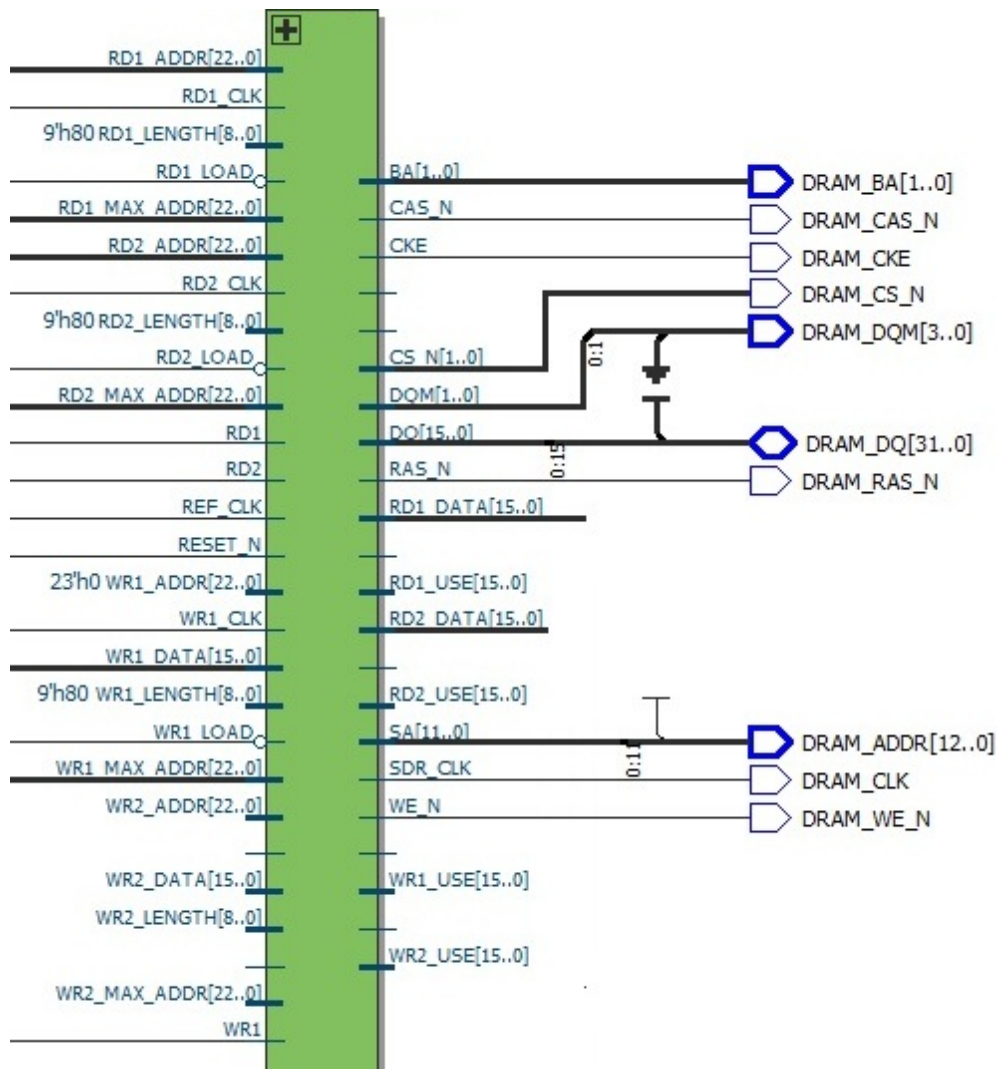 RD1_ADDR[22..0]
RD1_CLK
9'h80 RD1_LENGTH[8..0]
RD1_LOAD
RD1_MAX_ADDR[22..0]
RD2_ADDR[22..0]
RD2_CLK
9'h80 RD2_LENGTH[8..0]
RD2_LOAD
RD2_MAX_ADDR[22..0]
RD1
RD2
REF_CLK
RESET_N
23'h0 WR1_ADDR[22..0]
WR1_CLK
WR1_DATA[15..0]
9'h80 WR1_LENGTH[8..0]
WR1_LOAD
WR1_MAX_ADDR[22..0]
WR2_ADDR[22..0]
WR2_DATA[15..0]
WR2_LENGTH[8..0]
WR2_MAX_ADDR[22..0]
WR1
BA[1..0]
CAS_N
CKE
CS_N[1..0]
DQM[1..0]
DQ[15..0]
RAS_N
RD1_DATA[15..0]
RD1_USE[15..0]
RD2_DATA[15..0]
RD2_USE[15..0]
SA[11..0]
SDR_CLK
WE_N
WR1_USE[15..0]
WR2_USE[15..0]
0:1
0:15
0:11
DRAM_BA[1..0]
DRAM_CAS_N
DRAM_CKE
DRAM_CS_N
DRAM_DQM[3..0]
DRAM_DQ[31..0]
DRAM_RAS_N
DRAM_ADDR[12..0]
DRAM_CLK
DRAM_WE_N